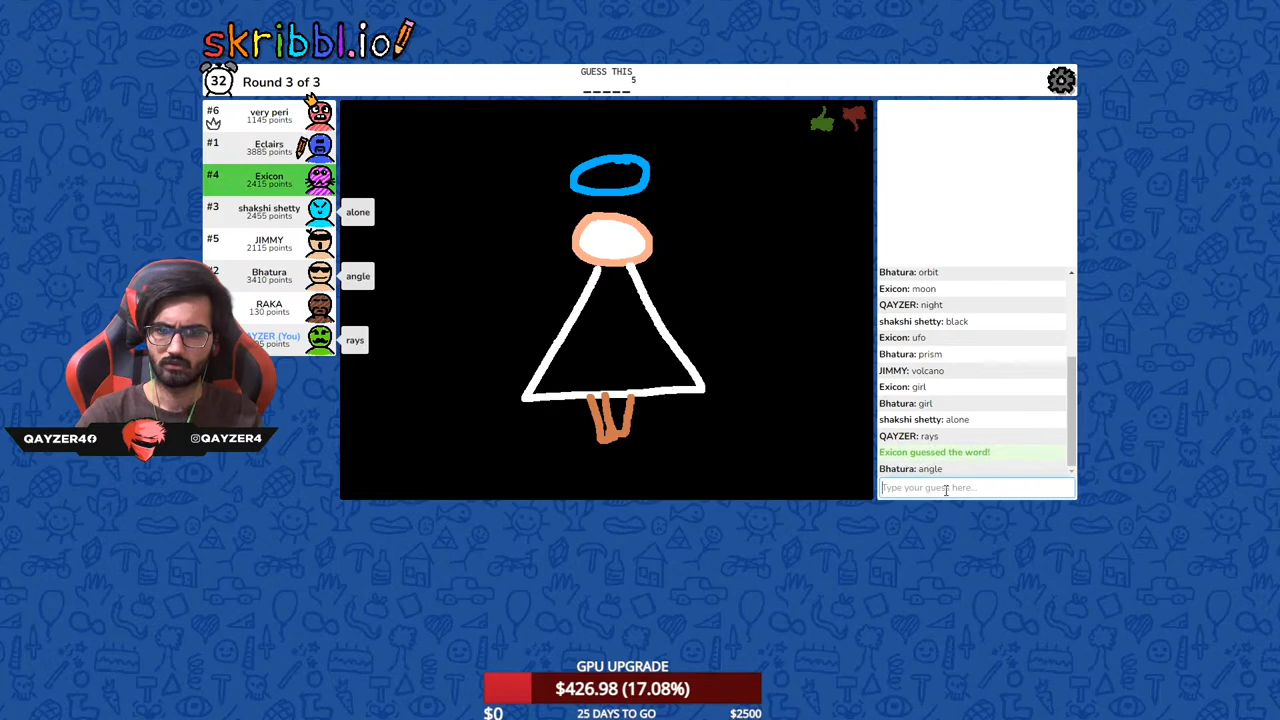 skribbl.io
32
Round 3 of 3
GUESS THIS
_____ 5
#6
very peri
1145 points
#1
Eclairs
3885 points
#4
Exicon
2415 points
#3
shakshi shetty
2455 points
alone
#5
JIMMY
2115 points
Bhatura
3410 points
angle
RAKA
130 points
(You)
points
rays
Bhatura: orbit
Exicon: moon
QAYZER: night
shakshi shetty: black
Exicon: ufo
Bhatura: prism
JIMMY: volcano
Exicon: girl
Bhatura: girl
shakshi shetty: alone
QAYZER: rays
Exicon guessed the word!
Bhatura: angle
Type your guess here...
QAYZER4
QAYZER4
GPU UPGRADE
$426.98 (17.08%)
$0
25 DAYS TO GO
$2500